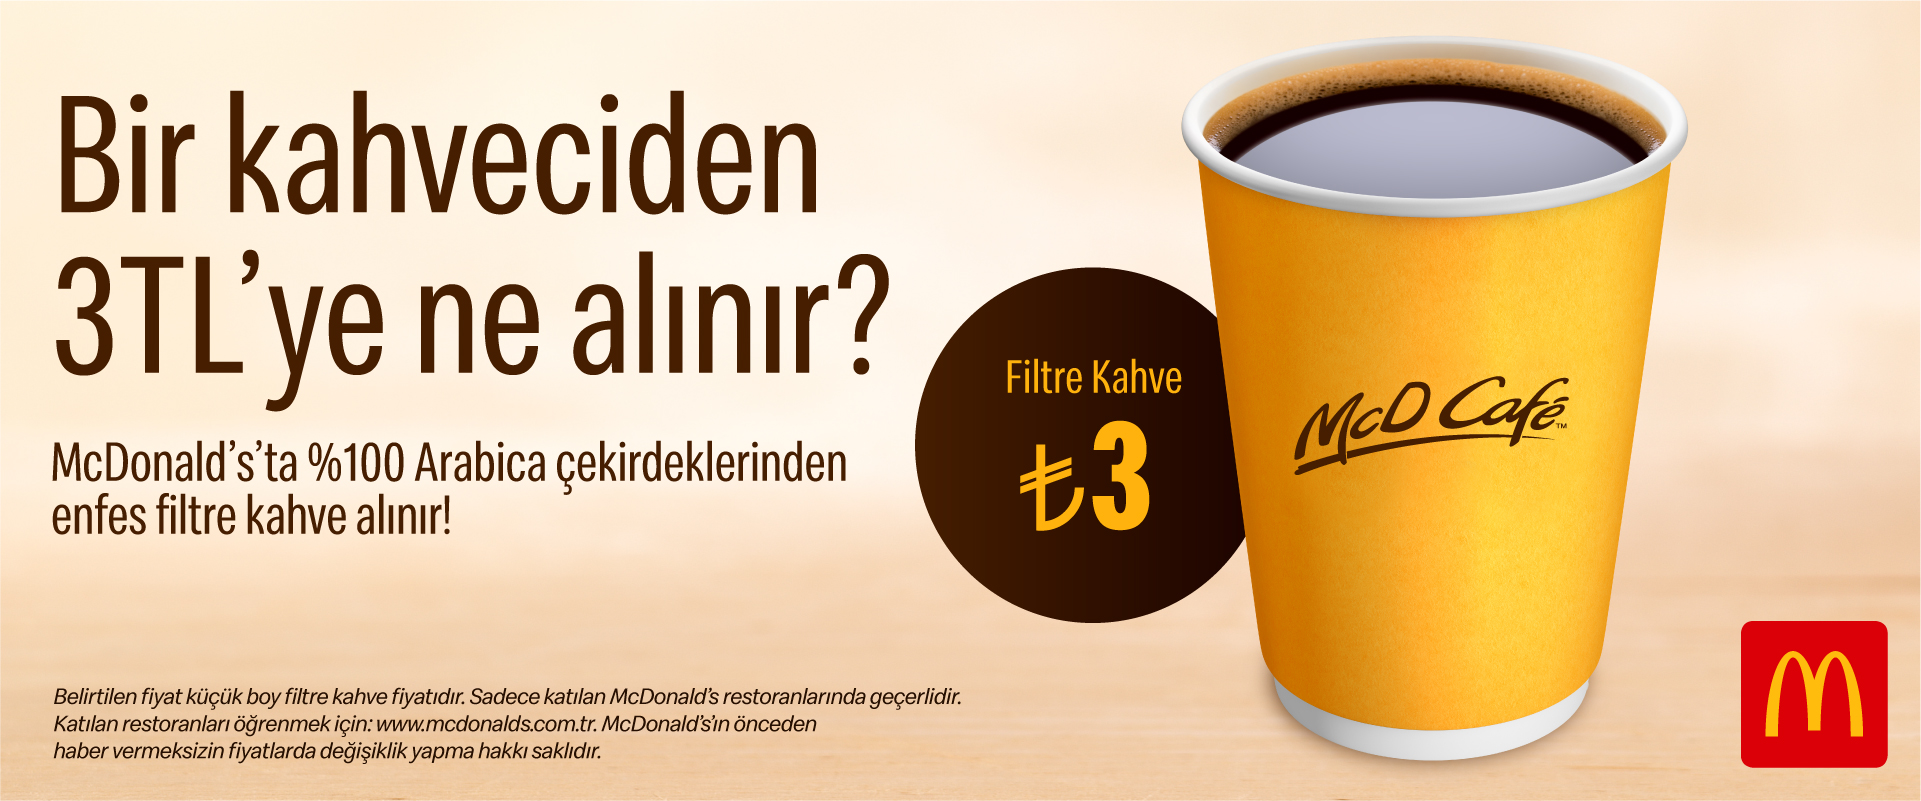 Bir kahveciden
3TL’ye ne alınır?
McDonald’s’ta %100 Arabica çekirdeklerinden
enfes filtre kahve alınır!
Filtre Kahve
₺3
McD Café™
Belirtilen fiyat küçük boy filtre kahve fiyatıdır. Sadece katılan McDonald’s restoranlarında geçerlidir.
Katılan restoranları öğrenmek için: www.mcdonalds.com.tr. McDonald’s’ın önceden
haber vermeksizin fiyatlarda değişiklik yapma hakkı saklıdır.